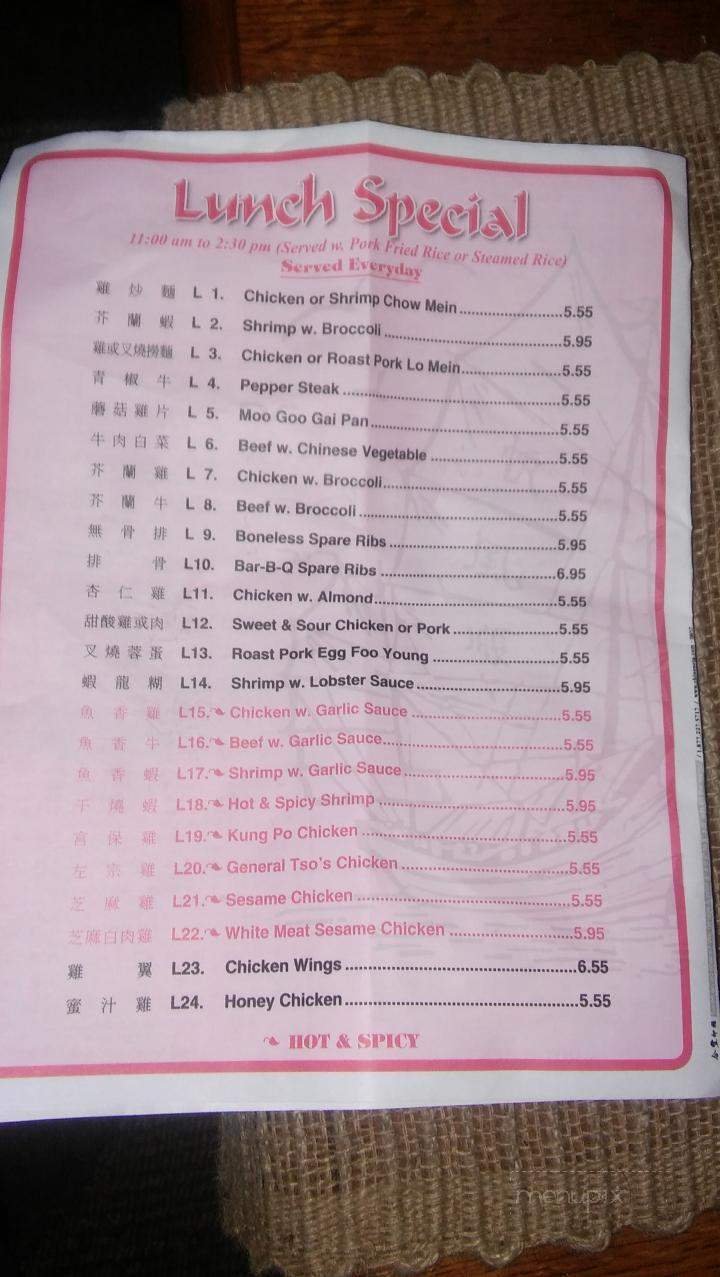 Lunch Special
11:00 am to 2:30 pm (Served w. Pork Fried Rice or Steamed Rice)
Served Everyday
雞炒麵 L 1. Chicken or Shrimp Chow Mein 5.55
芥蘭蝦 L 2. Shrimp w. Broccoli 5.95
雞或叉燒撈麵 L 3. Chicken or Roast Pork Lo Mein 5.55
青椒牛 L 4. Pepper Steak 5.55
蘑菇雞片 L 5. Moo Goo Gai Pan 5.55
牛肉白菜 L 6. Beef w. Chinese Vegetable 5.55
芥蘭雞 L 7. Chicken w. Broccoli 5.55
芥蘭牛 L 8. Beef w. Broccoli 5.55
無骨排 L 9. Boneless Spare Ribs 5.95
排骨 L10. Bar-B-Q Spare Ribs 6.95
杏仁雞 L11. Chicken w. Almond 5.55
甜酸雞或肉 L12. Sweet & Sour Chicken or Pork 5.55
叉燒蓉蛋 L13. Roast Pork Egg Foo Young 5.55
蝦龍糊 L14. Shrimp w. Lobster Sauce 5.95
魚香雞 L15. Chicken w. Garlic Sauce 5.55
魚香牛 L16. Beef w. Garlic Sauce 5.55
魚香蝦 L17. Shrimp w. Garlic Sauce 5.95
干燒蝦 L18. Hot & Spicy Shrimp 5.95
宮保雞 L19. Kung Po Chicken 5.55
左宗雞 L20. General Tso's Chicken 5.55
芝麻雞 L21. Sesame Chicken 5.55
芝麻白肉雞 L22. White Meat Sesame Chicken 5.95
雞翼 L23. Chicken Wings 6.55
蜜汁雞 L24. Honey Chicken 5.55
HOT & SPICY
menupix